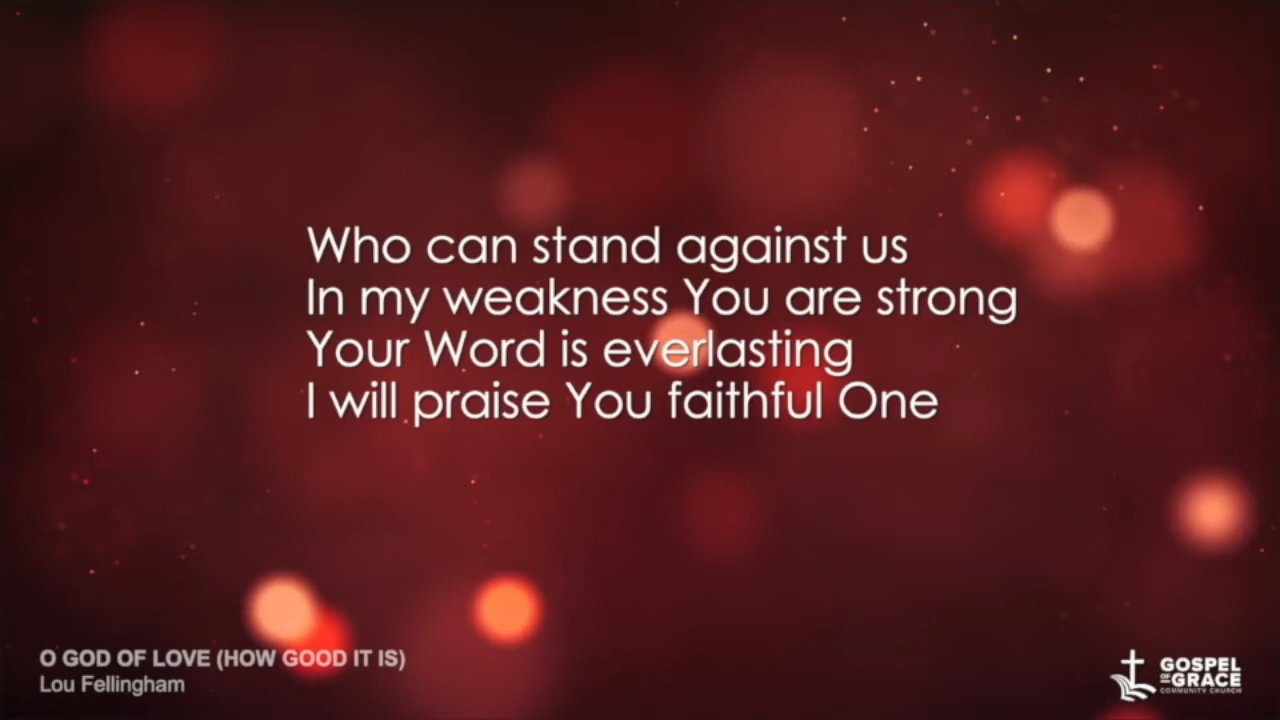 Who can stand against us
In my weakness You are strong
Your Word is everlasting
I will praise You faithful One
O GOD OF LOVE (HOW GOOD IT IS)
Lou Fellingham
GOSPEL
OF GRACE
COMMUNITY CHURCH